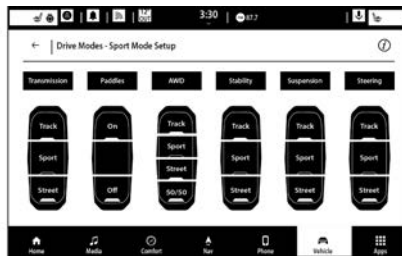 3:30
87.7
Drive Modes - Sport Mode Setup
Transmission Paddles AWD Stability Suspension Steering
Track On Track Track Track Track
Sport Sport Sport Sport Sport
Street
Street Off 50/50 Street Street Street
Home Media Comfort Nav Phone Vehicle Apps